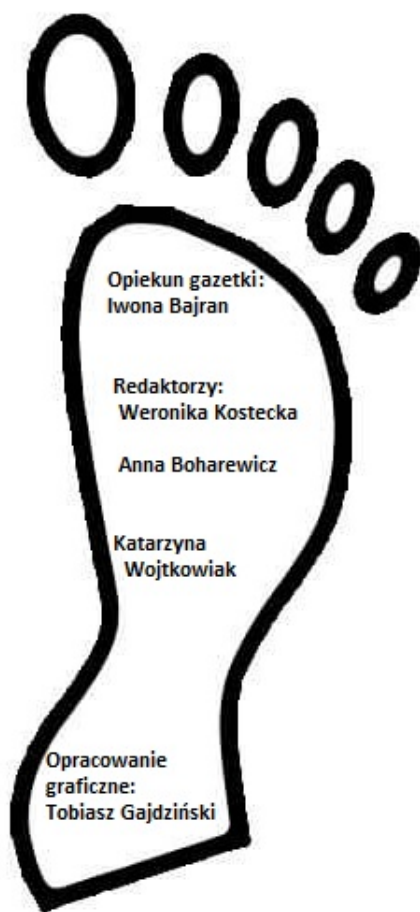 Opiekun gazetki:
Iwona Bajran
Redaktorzy:
Weronika Kostecka
Anna Boharewicz
Katarzyna
Wojtkowiak
Opracowanie
graficzne:
Tobiasz Gajdziński